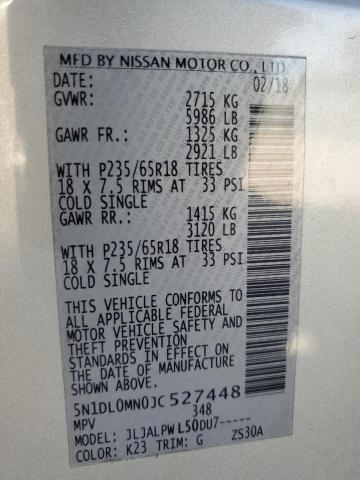 MFD BY NISSAN MOTOR CO., LTD.
DATE: 02/18
GVWR: 2715 KG
5986 LB
GAWR FR.: 1325 KG
2921 LB
WITH P235/65R18 TIRES
18 X 7.5 RIMS AT 33 PSI
COLD SINGLE
GAWR RR.: 1415 KG
3120 LB
WITH P235/65R18 TIRES
18 X 7.5 RIMS AT 33 PSI
COLD SINGLE
THIS VEHICLE CONFORMS TO
ALL APPLICABLE FEDERAL
MOTOR VEHICLE SAFETY AND
THEFT PREVENTION
STANDARDS IN EFFECT ON
THE DATE OF MANUFACTURE
SHOWN ABOVE.
5N1DL0MN0JC527448
MPV 348
MODEL: JLJALPWL50DU7-----
COLOR: K23 TRIM: G ZS30A